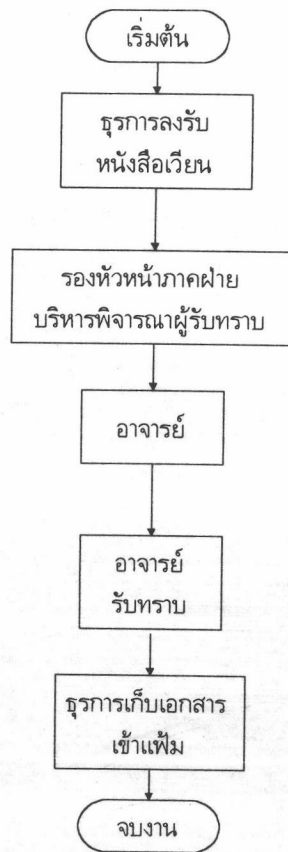 เริ่มต้น
ธุรการลงรับ
หนังสือเวียน
รองหัวหน้าภาคฝ่าย
บริหารพิจารณาผู้รับทราบ
อาจารย์
อาจารย์
รับทราบ
ธุรการเก็บเอกสาร
เข้าแฟ้ม
จบงาน